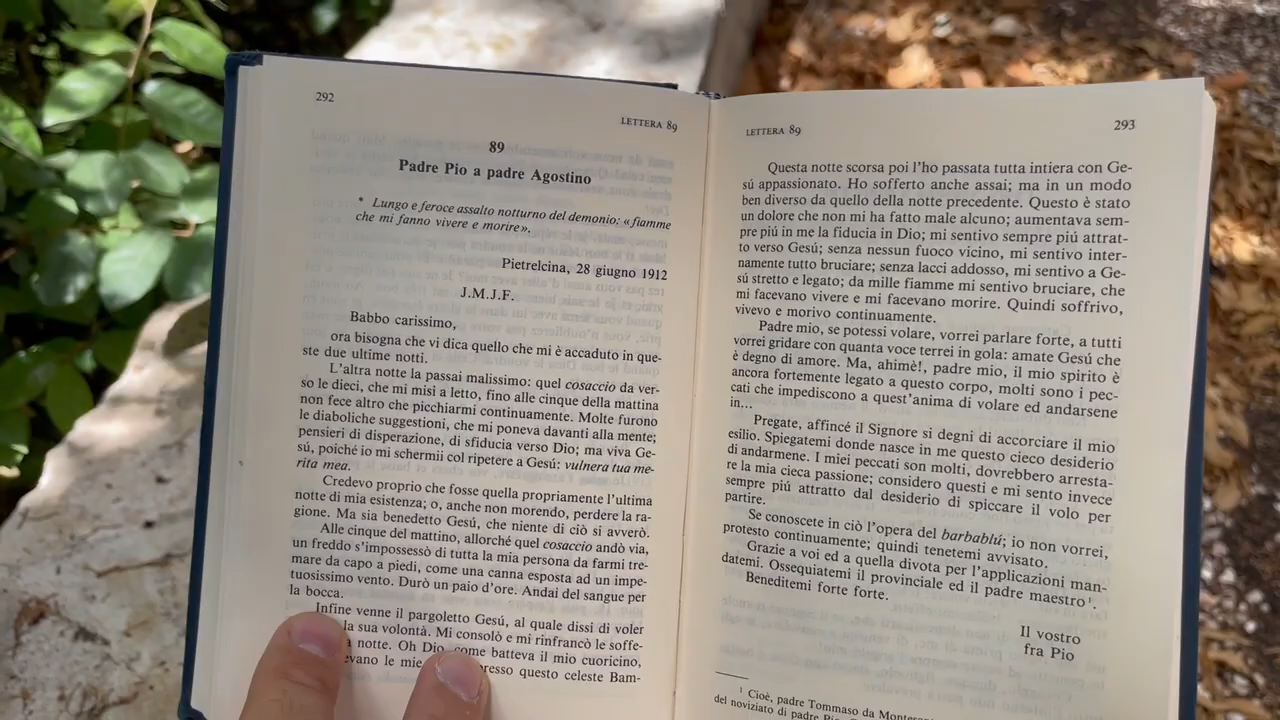 292
LETTERA 89
89
Padre Pio a padre Agostino
* Lungo e feroce assalto notturno del demonio: «fiamme
che mi fanno vivere e morire».
Pietrelcina, 28 giugno 1912
J.M.J.F.
Babbo carissimo,
ora bisogna che vi dica quello che mi è accaduto in que-
ste due ultime notti.
L'altra notte la passai malissimo: quel cosaccio da ver-
so le dieci, che mi misi a letto, fino alle cinque della mattina
non fece altro che picchiarmi continuamente. Molte furono
le diaboliche suggestioni, che mi poneva davanti alla mente;
pensieri di disperazione, di sfiducia verso Dio; ma viva Ge-
sú, poiché io mi schermii col ripetere a Gesú: vulnera tua me-
rita mea.
Credevo proprio che fosse quella propriamente l'ultima
notte di mia esistenza; o, anche non morendo, perdere la ra-
gione. Ma sia benedetto Gesú, che niente di ciò si avverò.
Alle cinque del mattino, allorché quel cosaccio andò via,
un freddo s'impossessò di tutta la mia persona da farmi tre-
mare da capo a piedi, come una canna esposta ad un impe-
tuosissimo vento. Durò un paio d'ore. Andai del sangue per
la bocca.
Infine venne il pargoletto Gesú, al quale dissi di voler
la sua volontà. Mi consolò e mi rinfrancò le soffe-
notte. Oh Dio, come batteva il mio cuoricino,
le mie presso questo celeste Bam-
LETTERA 89
293
Questa notte scorsa poi l'ho passata tutta intiera con Ge-
sú appassionato. Ho sofferto anche assai; ma in un modo
ben diverso da quello della notte precedente. Questo è stato
un dolore che non mi ha fatto male alcuno; aumentava sem-
pre piú in me la fiducia in Dio; mi sentivo sempre piú attrat-
to verso Gesú; senza nessun fuoco vicino, mi sentivo inter-
namente tutto bruciare; senza lacci addosso, mi sentivo a Ge-
sú stretto e legato; da mille fiamme mi sentivo bruciare, che
mi facevano vivere e mi facevano morire. Quindi soffrivo,
vivevo e morivo continuamente.
Padre mio, se potessi volare, vorrei parlare forte, a tutti
vorrei gridare con quanta voce terrei in gola: amate Gesú che
è degno di amore. Ma, ahimè!, padre mio, il mio spirito è
ancora fortemente legato a questo corpo, molti sono i pec-
cati che impediscono a quest'anima di volare ed andarsene
in...
Pregate, affincé il Signore si degni di accorciare il mio
esilio. Spiegatemi donde nasce in me questo cieco desiderio
di andarmene. I miei peccati son molti, dovrebbero arresta-
re la mia cieca passione; considero questi e mi sento invece
sempre piú attratto dal desiderio di spiccare il volo per
partire.
Se conoscete in ciò l'opera del barbablú; io non vorrei,
protesto continuamente; quindi tenetemi avvisato.
Grazie a voi ed a quella divota per l'applicazioni man-
datemi. Ossequiatemi il provinciale ed il padre maestro¹.
Beneditemi forte forte.
Il vostro
fra Pio
¹ Cioè, padre Tommaso da
del noviziato di padre Pio.